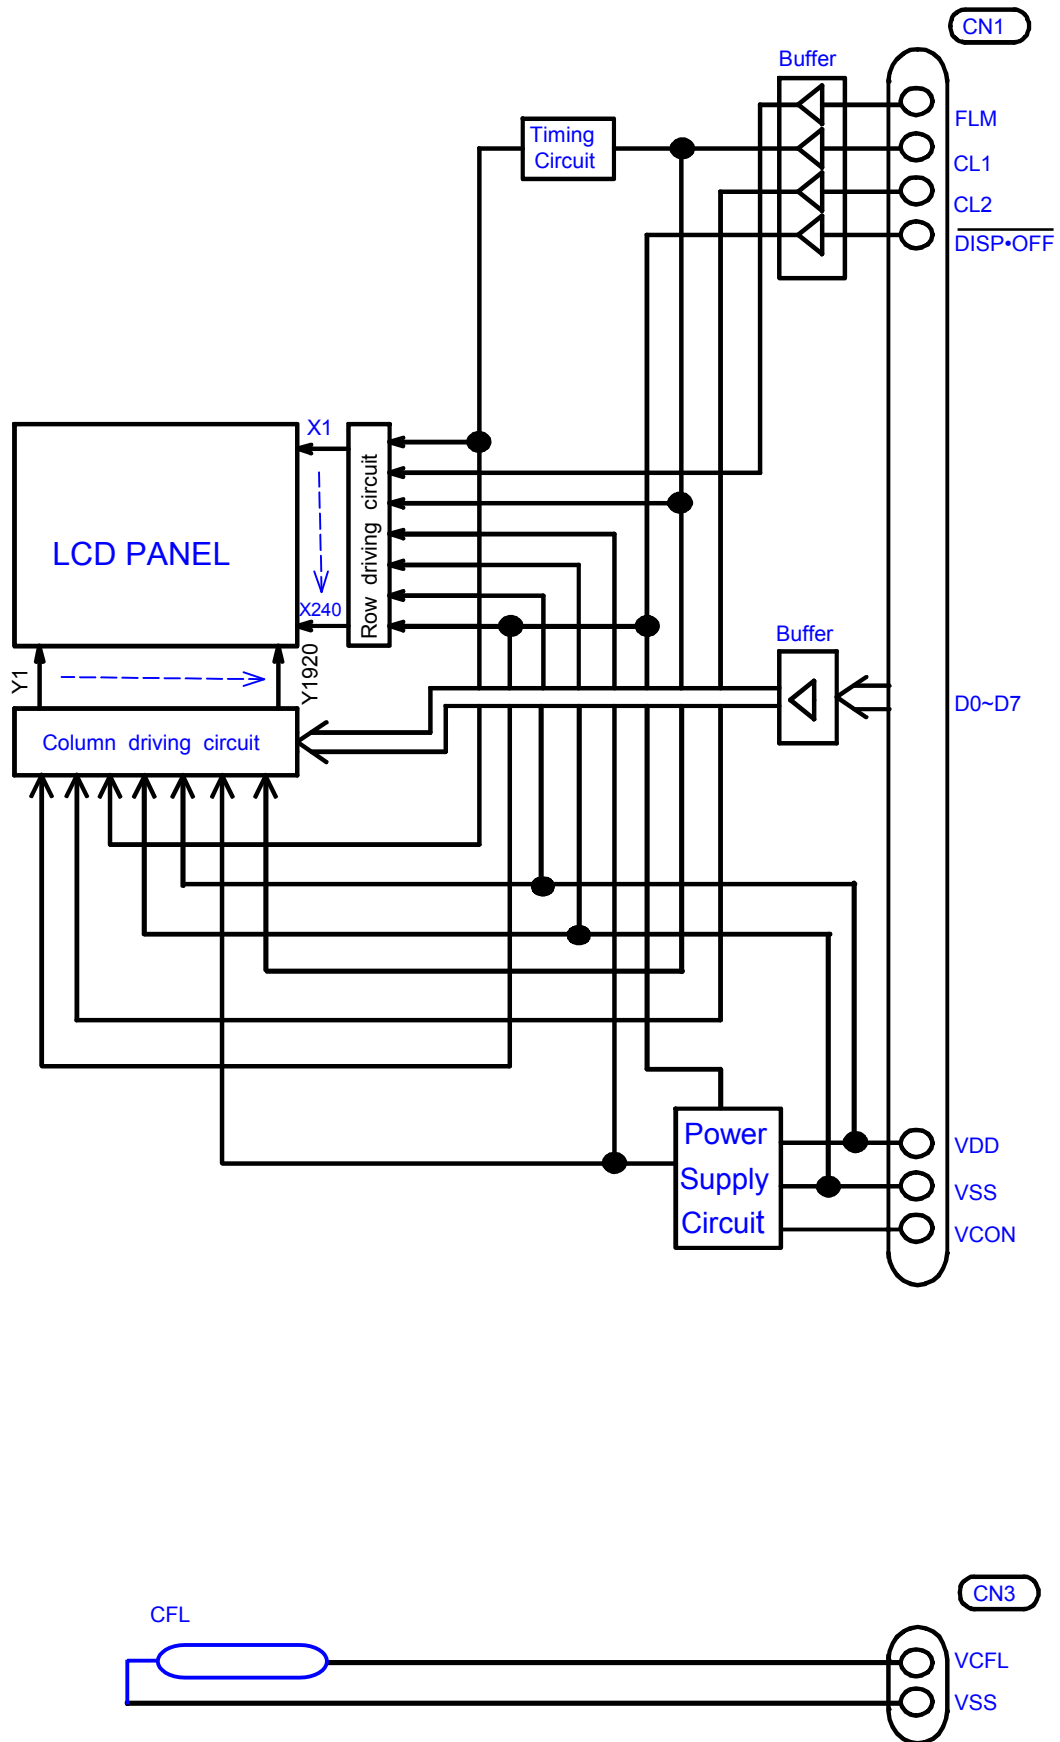 CN1
Buffer
FLM
Timing
Circuit
CL1
CL2
DISP•OFF
X1
Row driving circuit
LCD PANEL
X240
Buffer
Y1
Y1920
D0~D7
Column driving circuit
Power
Supply
Circuit
VDD
VSS
VCON
CN3
CFL
VCFL
VSS